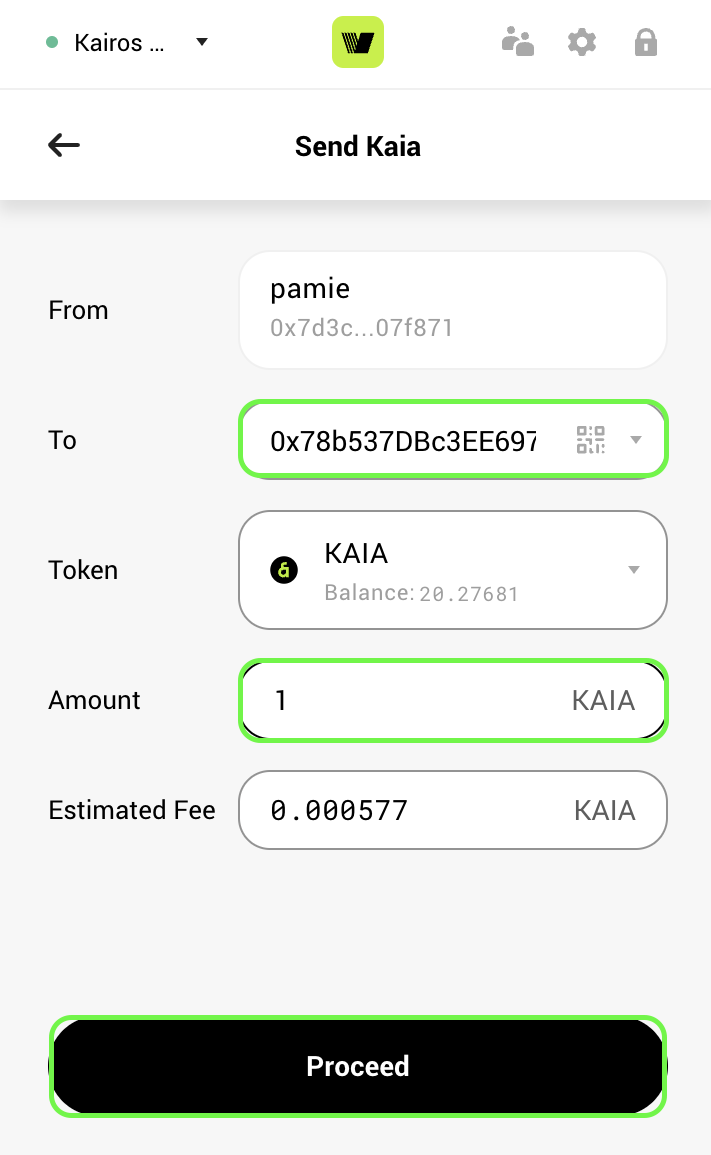 Kairos ...
Send Kaia
From
pamie
0x7d3c...07f871
To
0x78b537DBc3EE697
Token
KAIA
Balance: 20.27681
Amount
1 KAIA
Estimated Fee
0.000577 KAIA
Proceed